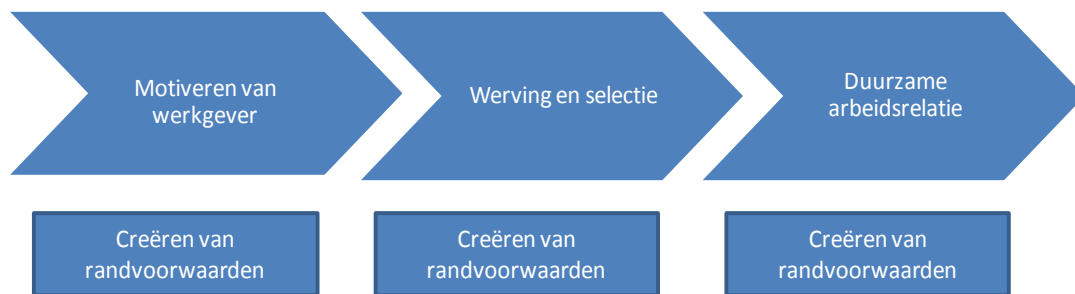 Motiveren van
werkgever
Werving en selectie
Duurzame
arbeidsrelatie
Creëren van
randvoorwaarden
Creëren van
randvoorwaarden
Creëren van
randvoorwaarden